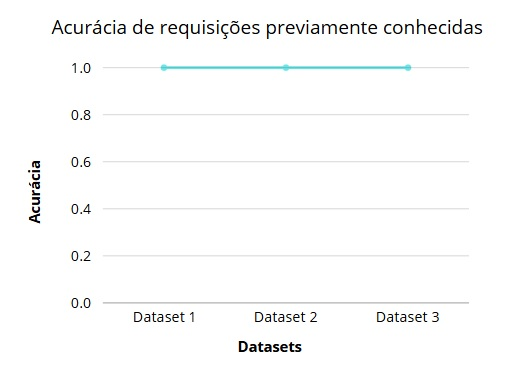 Acurácia de requisições previamente conhecidas
1.0
0.8
0.6
0.4
0.2
0.0
Acurácia
Dataset 1 Dataset 2 Dataset 3
Datasets